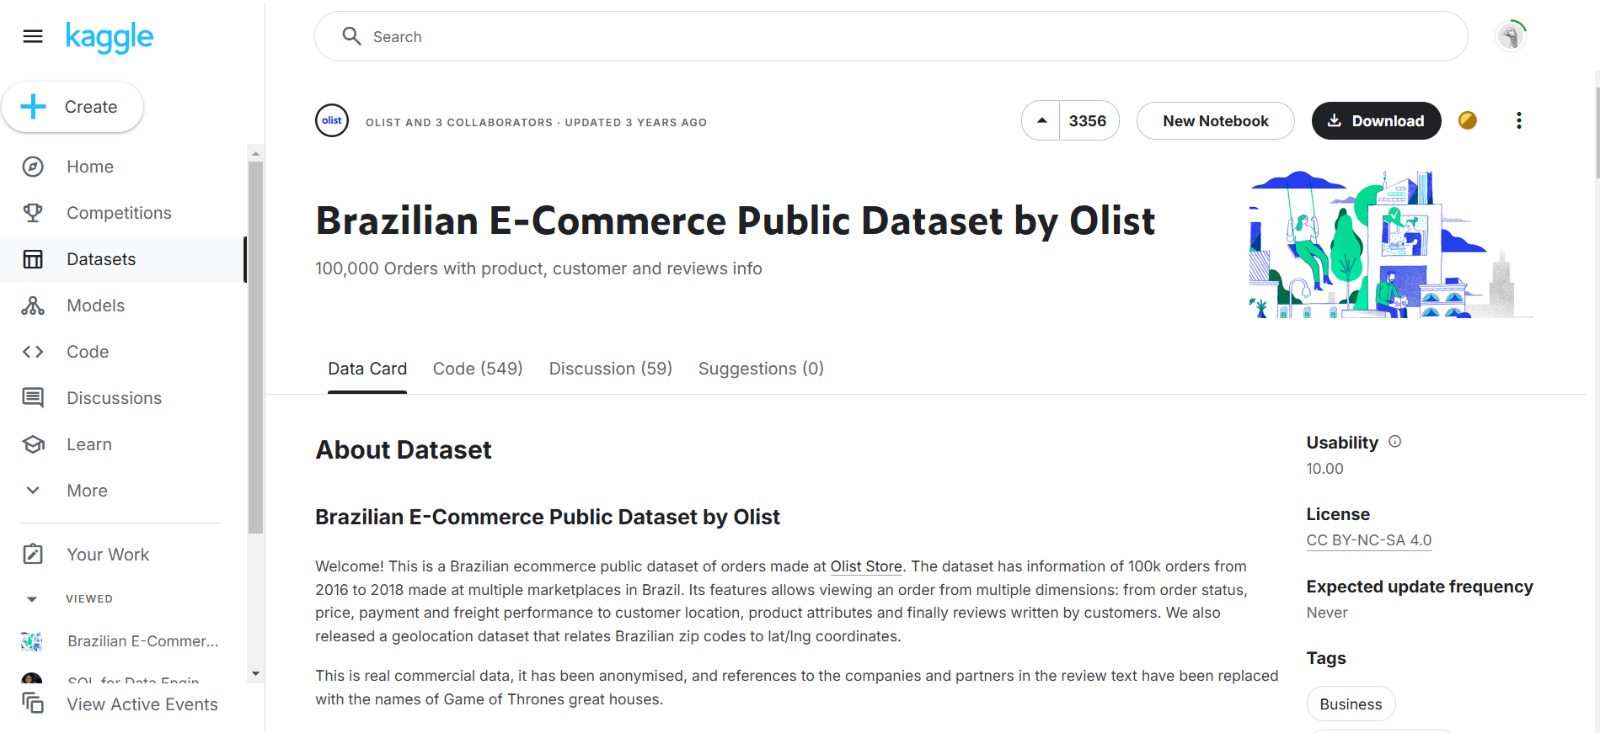 kaggle
Search
Create
Home
Competitions
Datasets
Models
Code
Discussions
Learn
More
Your Work
VIEWED
Brazilian E-Commer...
SQL for Data Engin
View Active Events
olist
OLIST AND 3 COLLABORATORS · UPDATED 3 YEARS AGO
3356
New Notebook
Download
Brazilian E-Commerce Public Dataset by Olist
100,000 Orders with product, customer and reviews info
Data Card
Code (549)
Discussion (59)
Suggestions (0)
About Dataset
Brazilian E-Commerce Public Dataset by Olist
Welcome! This is a Brazilian ecommerce public dataset of orders made at Olist Store. The dataset has information of 100k orders from
2016 to 2018 made at multiple marketplaces in Brazil. Its features allows viewing an order from multiple dimensions: from order status,
price, payment and freight performance to customer location, product attributes and finally reviews written by customers. We also
released a geolocation dataset that relates Brazilian zip codes to lat/lng coordinates.
This is real commercial data, it has been anonymised, and references to the companies and partners in the review text have been replaced
with the names of Game of Thrones great houses.
Usability
10.00
License
CC BY-NC-SA 4.0
Expected update frequency
Never
Tags
Business